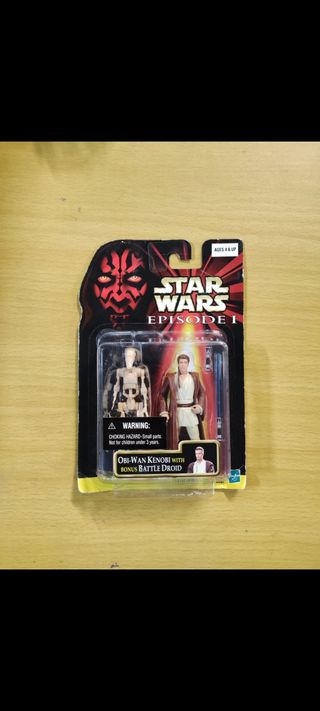 AGES 4 & UP
STAR
WARS
EPISODE I
WARNING:
CHOKING HAZARD-Small parts.
Not for children under 3 years.
OBI-WAN KENOBI WITH
BONUS BATTLE DROID